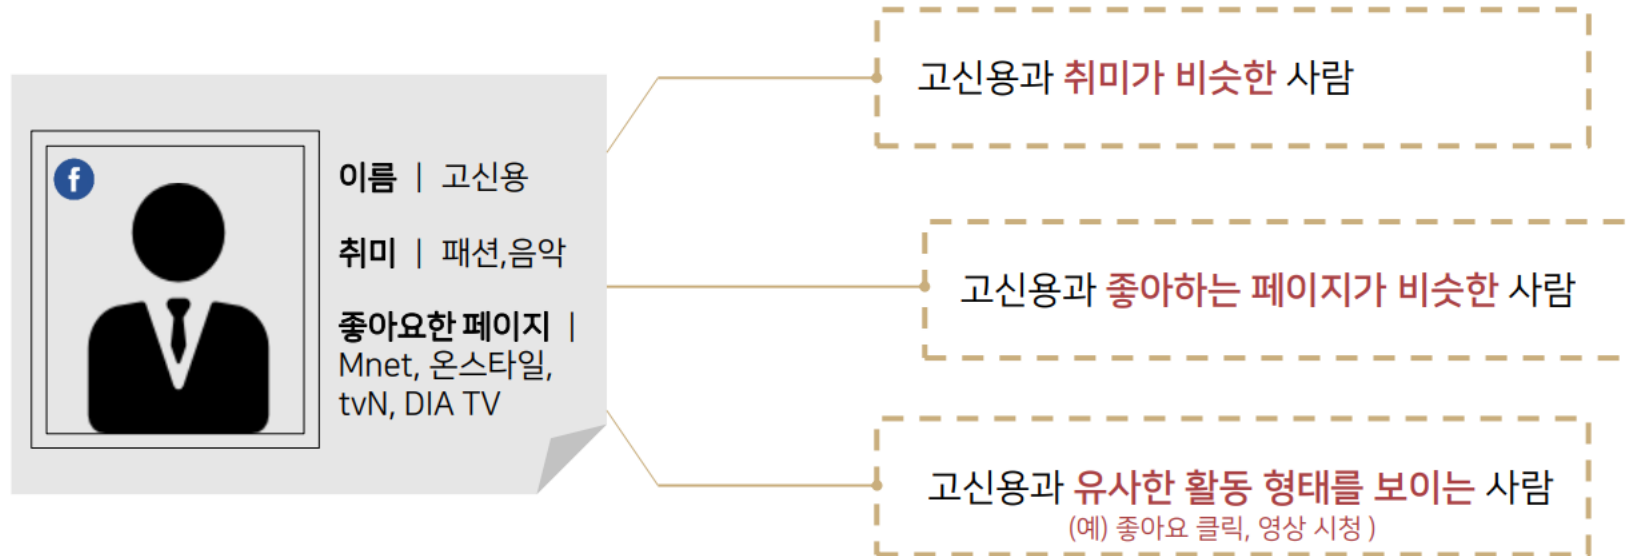 f
이름 | 고신용
취미 | 패션,음악
좋아요한 페이지 |
Mnet, 온스타일,
tvN, DIA TV
고신용과 취미가 비슷한 사람
고신용과 좋아하는 페이지가 비슷한 사람
고신용과 유사한 활동 형태를 보이는 사람
(예) 좋아요 클릭, 영상 시청 )